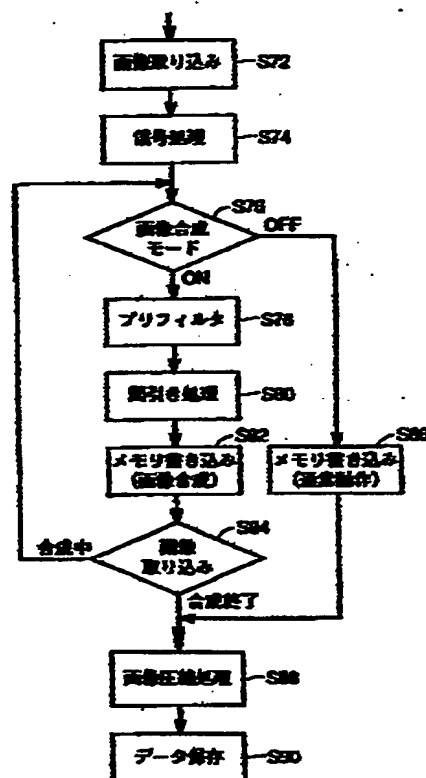 画像取り込み
S72
信号処理
S74
S76
画像合成
モード
OFF
ON
プリフィルタ
S78
間引き処理
S80
S82
メモリ書き込み
(画像合成)
メモリ書き込み
(通常動作)
S84
合成中
画像
取り込み
合成終了
画像圧縮処理
S88
データ保存
S90